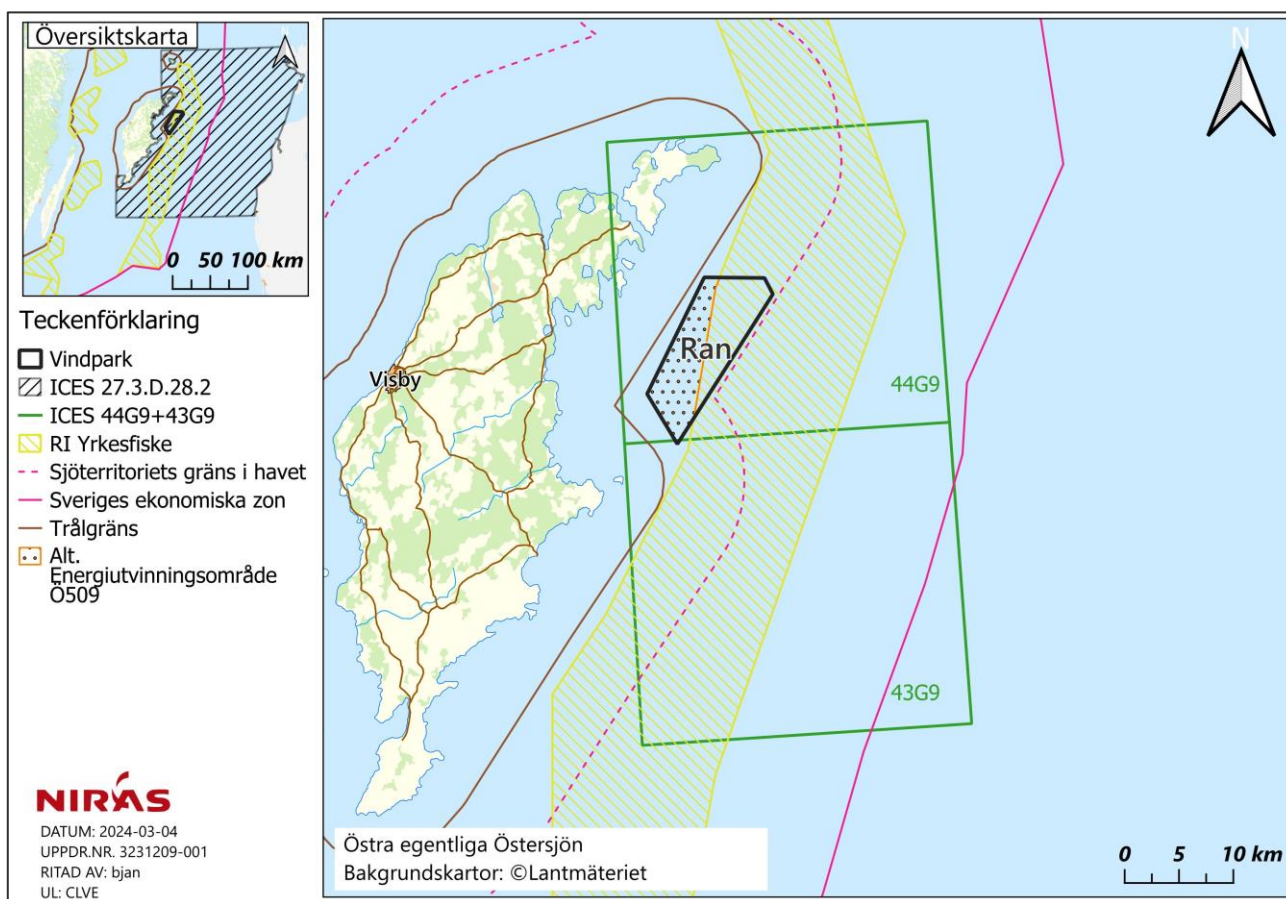 Översiktskarta
0 50 100 km
Teckenförklaring
Vindpark
ICES 27.3.D.28.2
ICES 44G9+43G9
RI Yrkesfiske
Sjöterritoriets gräns i havet
Sveriges ekonomiska zon
Trålgräns
Alt.
Energiutvinningsområde
Ö509
NIRÁS
DATUM: 2024-03-04
UPPDR.NR. 3231209-001
RITAD AV: bjan
UL: CLVE
N
Ran
Visby
44G9
43G9
Östra egentliga Östersjön
Bakgrundskartor: ©Lantmäteriet
0 5 10 km